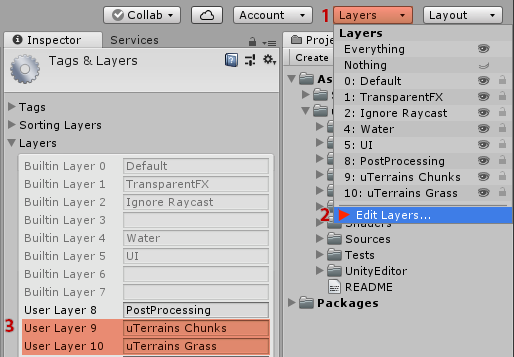 Collab
Account
1
Layers
Layout
Inspector
Services
Tags & Layers
Tags
Sorting Layers
Layers
Builtin Layer 0 Default
Builtin Layer 1 TransparentFX
Builtin Layer 2 Ignore Raycast
Builtin Layer 3
Builtin Layer 4 Water
Builtin Layer 5 UI
Builtin Layer 6
Builtin Layer 7
User Layer 8 PostProcessing
3
User Layer 9 uTerrains Chunks
User Layer 10 uTerrains Grass
Create
Layers
Everything
Nothing
0: Default
1: TransparentFX
2: Ignore Raycast
4: Water
5: UI
8: PostProcessing
9: uTerrains Chunks
10: uTerrains Grass
2
Edit Layers...
Sources
Tests
UnityEditor
README
Packages